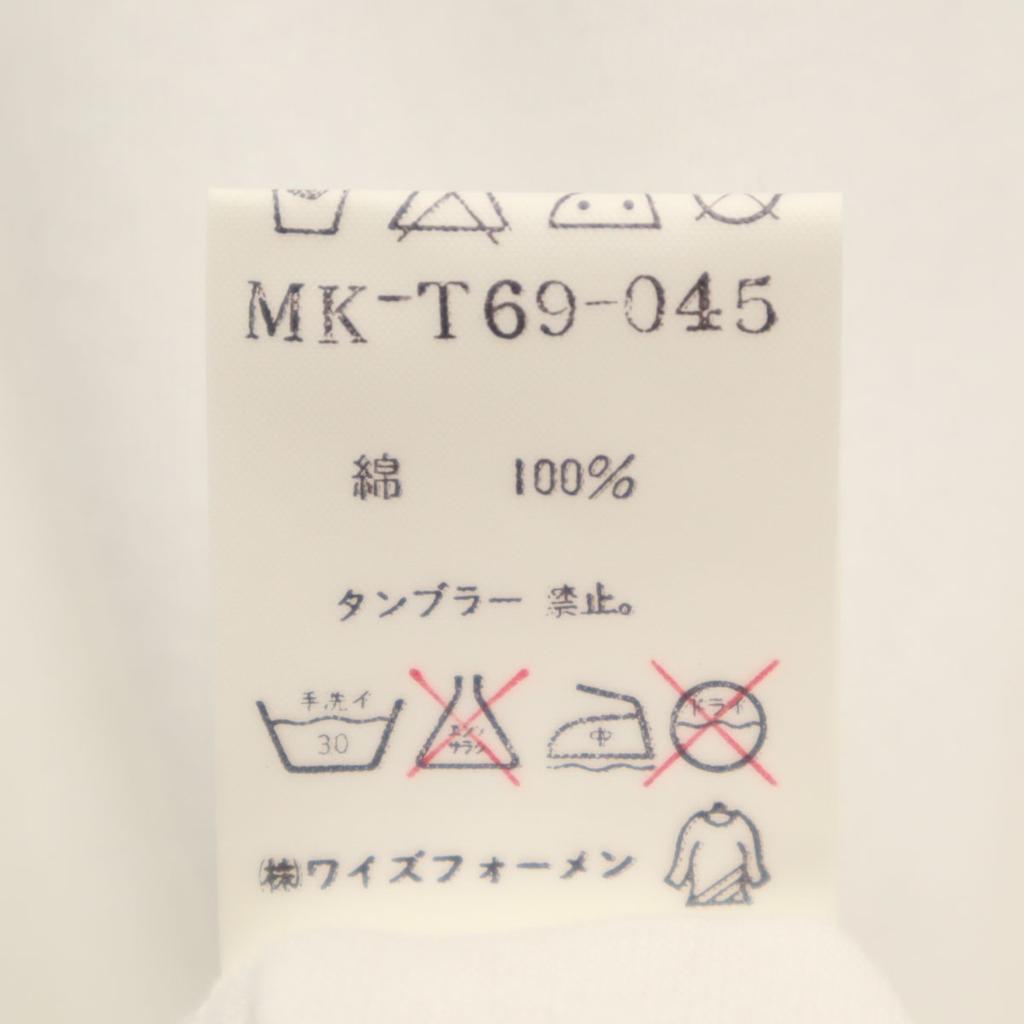 MK-T69-045
綿 100%
タンブラー 禁止。
手洗イ
30
エンソ
サラシ
中
ドライ
㈱ワイズフォーメン